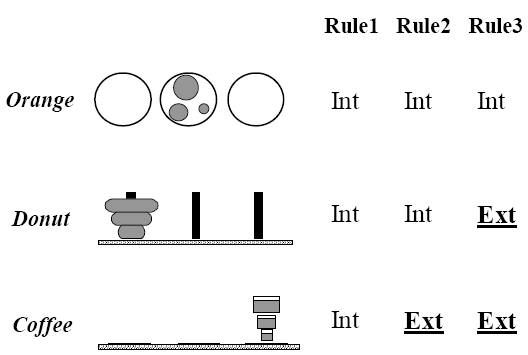 Rule1 Rule2 Rule3
Orange Int Int Int
Donut Int Int Ext
Coffee Int Ext Ext